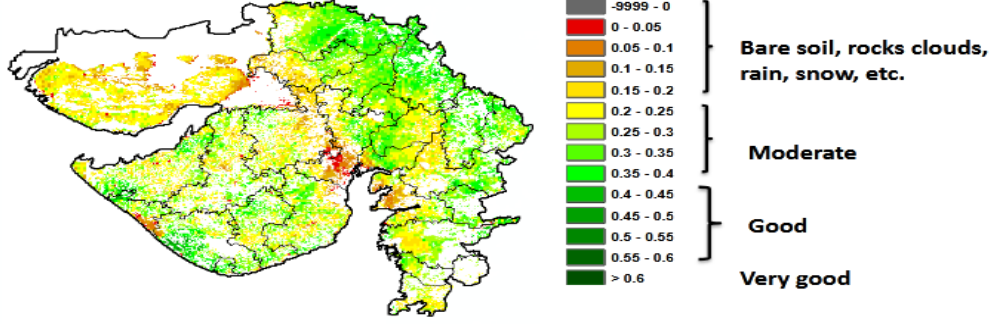 -9999 - 0
0 - 0.05
0.05 - 0.1
0.1 - 0.15
0.15 - 0.2
0.2 - 0.25
0.25 - 0.3
0.3 - 0.35
0.35 - 0.4
0.4 - 0.45
0.45 - 0.5
0.5 - 0.55
0.55 - 0.6
> 0.6
Bare soil, rocks clouds,
rain, snow, etc.
Moderate
Good
Very good